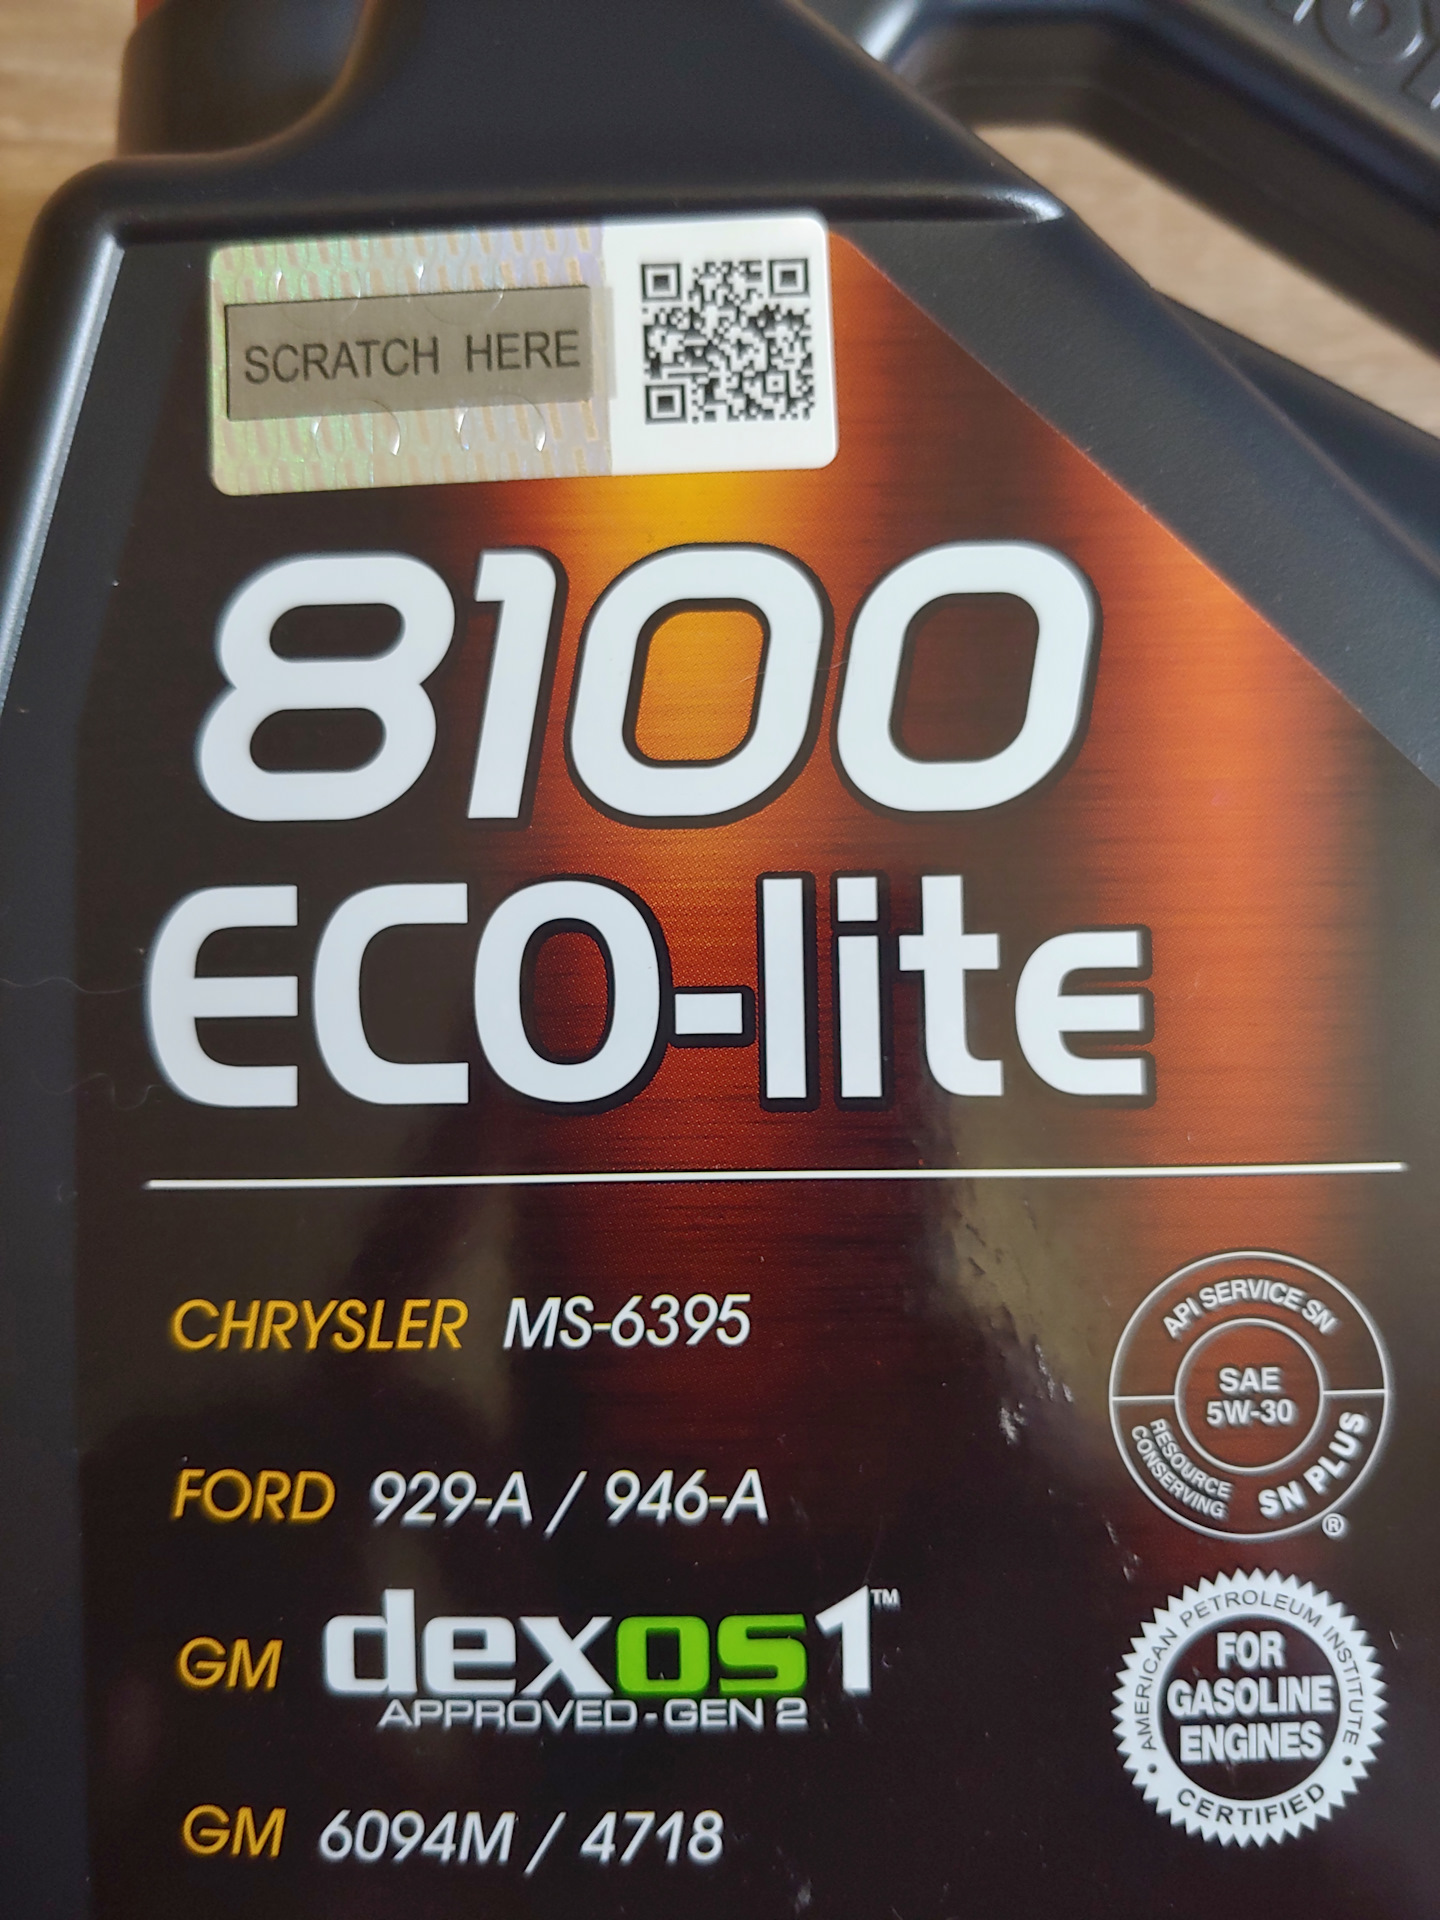 SCRATCH HERE
8100
ECO-lite
CHRYSLER MS-6395
FORD 929-A / 946-A
GM dexos1™
APPROVED-GEN 2
GM 6094M / 4718
API SERVICE SN
SAE
5W-30
RESOURCE
CONSERVING
SN PLUS
®
AMERICAN PETROLEUM INSTITUTE
FOR
GASOLINE
ENGINES
• CERTIFIED •